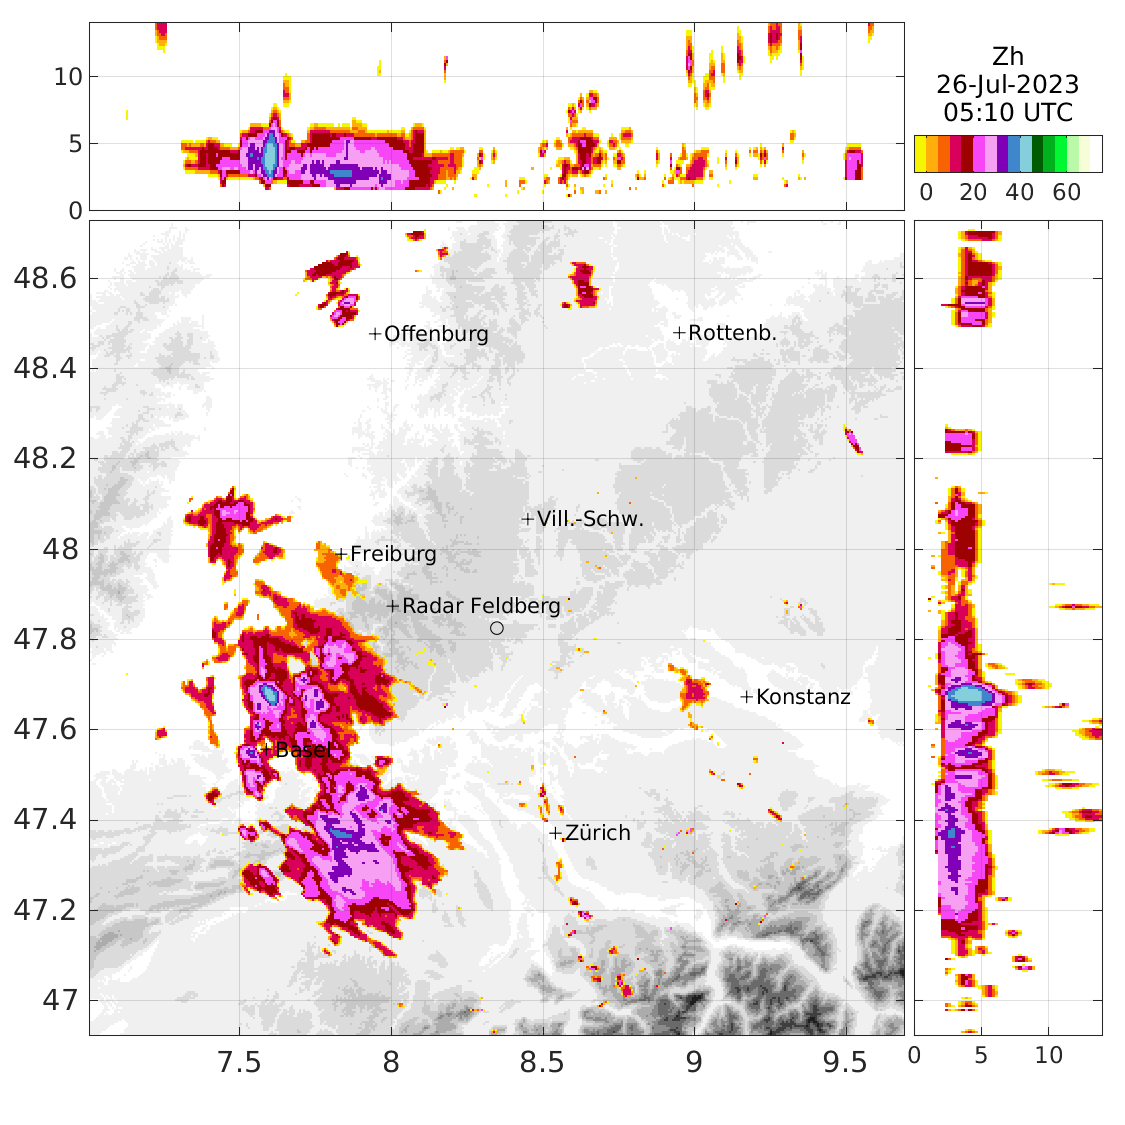 10
5
0
Zh
26-Jul-2023
05:10 UTC
0 20 40 60
48.6
48.4
48.2
48
47.8
47.6
47.4
47.2
47
+Offenburg
+Rottenb.
+Vill.-Schw.
+Freiburg
+Radar Feldberg
+Konstanz
+Basel
+Zürich
7.5 8 8.5 9 9.5
0 5 10